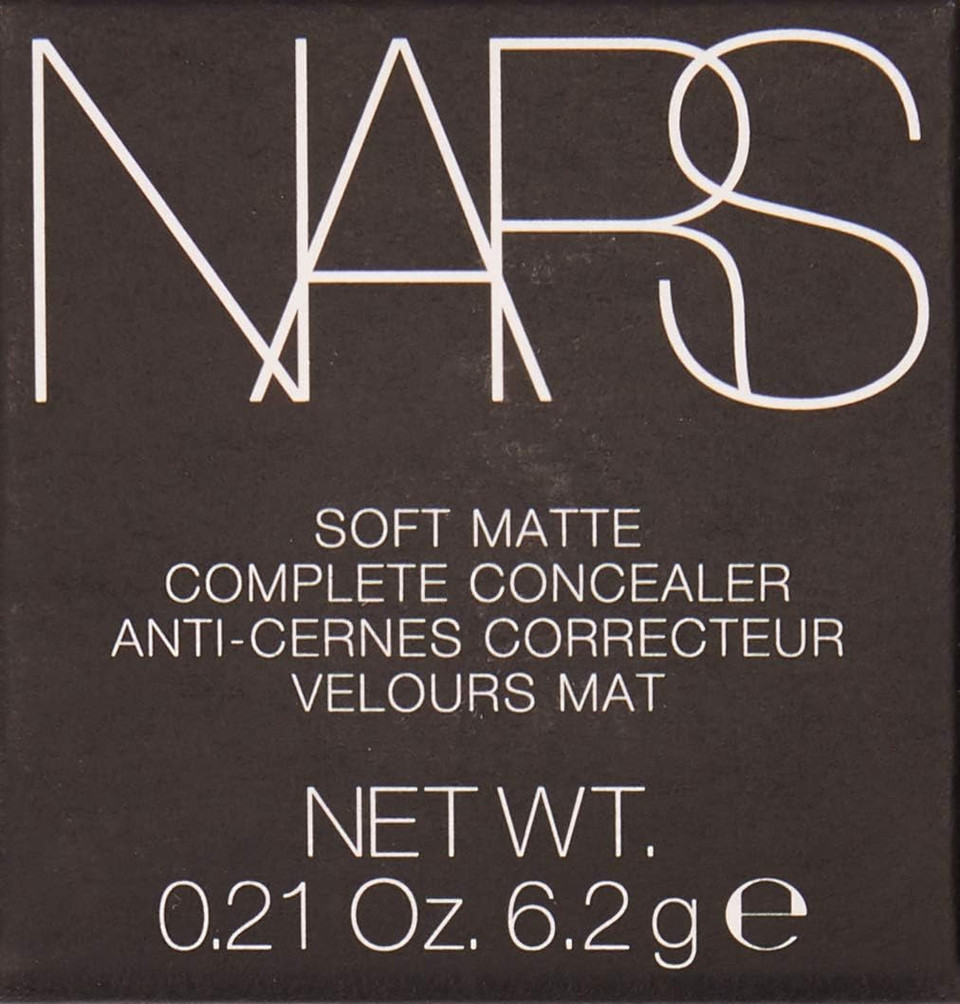 NARS
SOFT MATTE
COMPLETE CONCEALER
ANTI-CERNES CORRECTEUR
VELOURS MAT
NET WT.
0.21 Oz. 6.2 g ℮